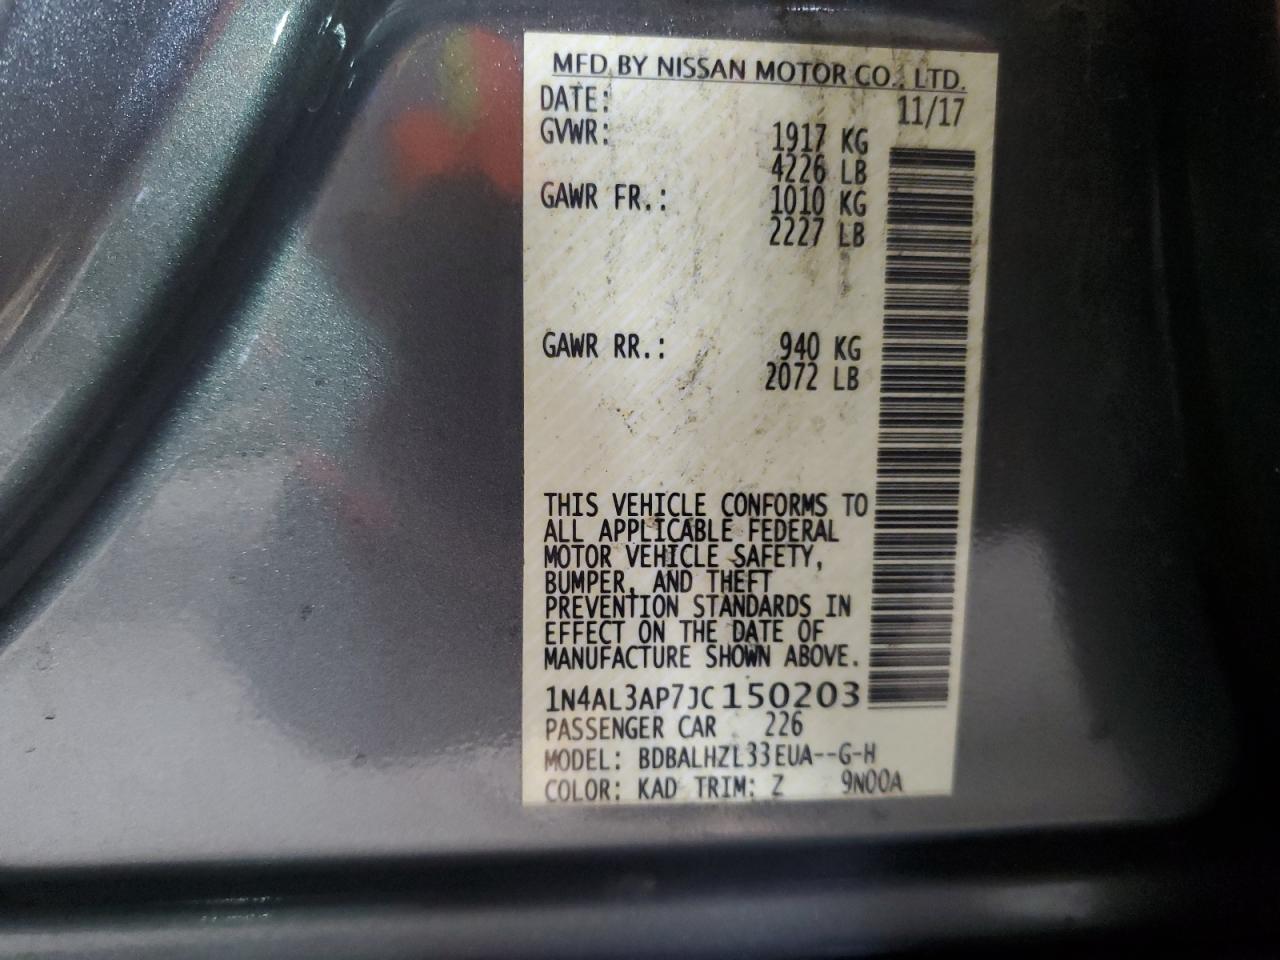 MFD BY NISSAN MOTOR CO., LTD.
DATE: 11/17
GVWR: 1917 KG
4226 LB
GAWR FR.: 1010 KG
2227 LB
GAWR RR.: 940 KG
2072 LB
THIS VEHICLE CONFORMS TO
ALL APPLICABLE FEDERAL
MOTOR VEHICLE SAFETY,
BUMPER, AND THEFT
PREVENTION STANDARDS IN
EFFECT ON THE DATE OF
MANUFACTURE SHOWN ABOVE.
1N4AL3AP7JC150203
PASSENGER CAR 226
MODEL: BDBALHZL33EUA--G-H
COLOR: KAD TRIM: Z 9N00A